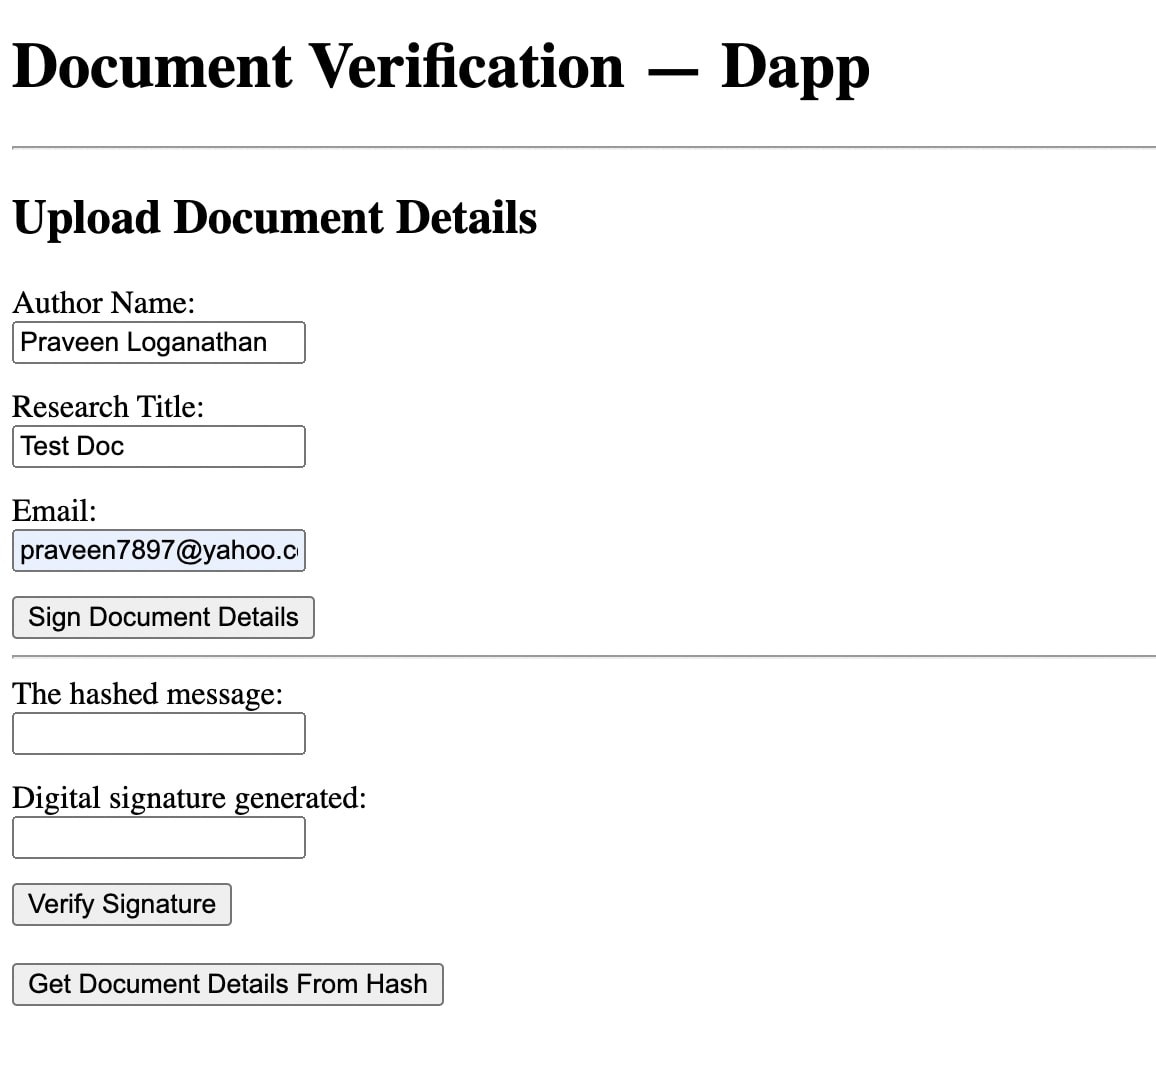 Document Verification — Dapp
Upload Document Details
Author Name:
Praveen Loganathan
Research Title:
Test Doc
Email:
praveen7897@yahoo.c
Sign Document Details
The hashed message:
Digital signature generated:
Verify Signature
Get Document Details From Hash